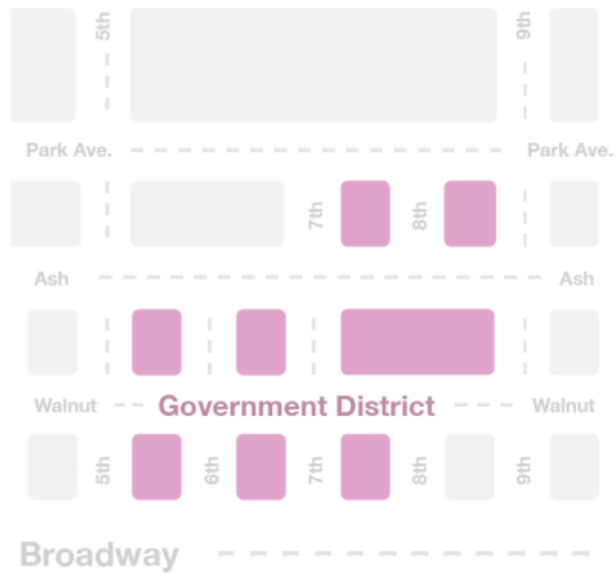 5th 9th
Park Ave. Park Ave.
7th 8th
Ash Ash
Walnut Government District Walnut
5th 6th 7th 8th 9th
Broadway